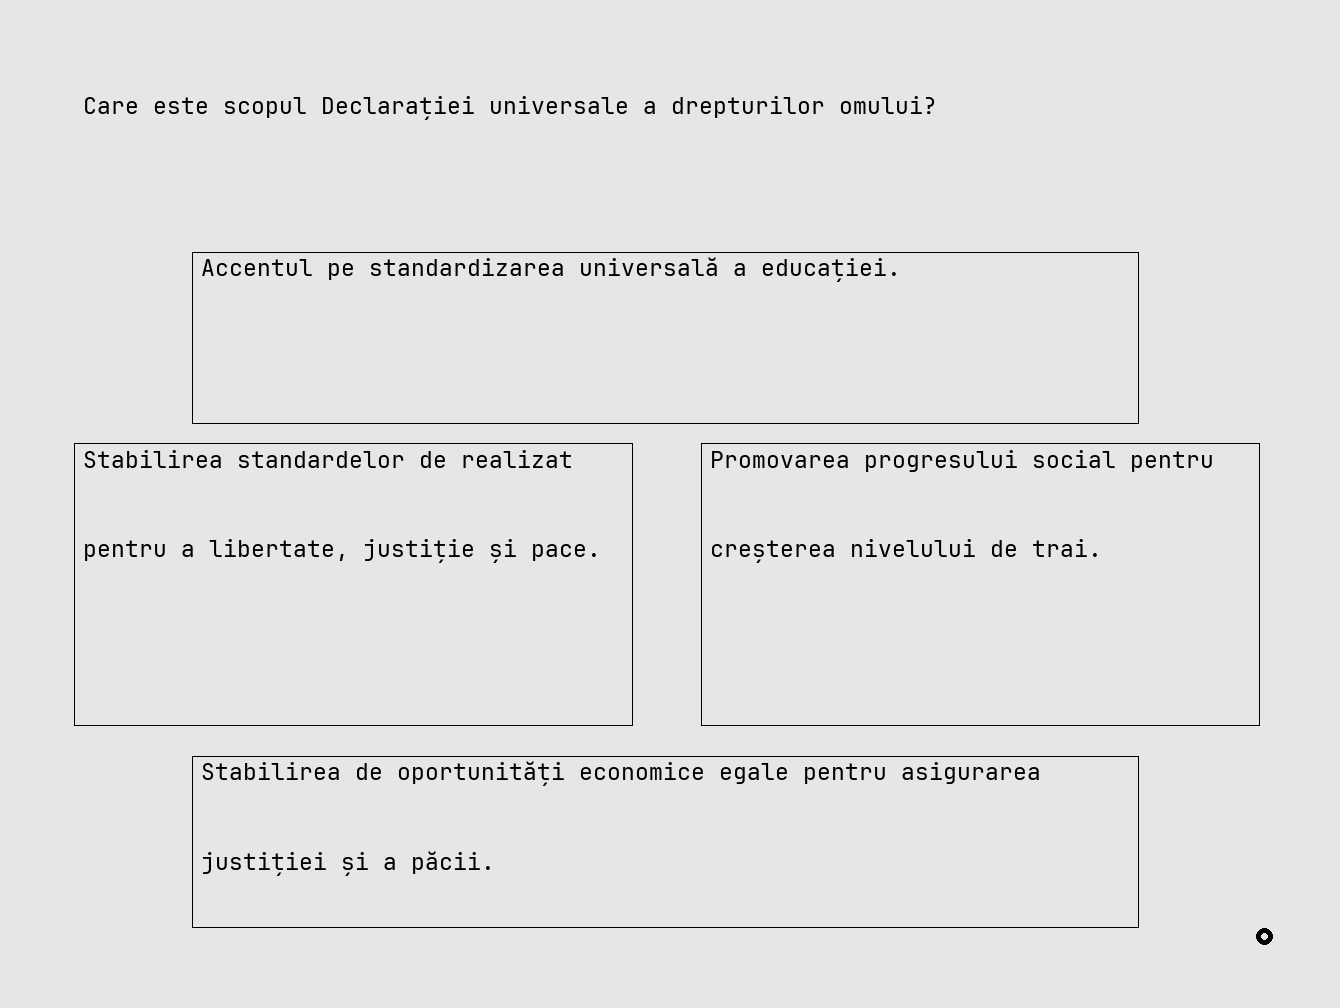 Care este scopul Declarației universale a drepturilor omului?
Accentul pe standardizarea universală a educației.
Stabilirea standardelor de realizat
pentru a libertate, justiție și pace.
Promovarea progresului social pentru
creșterea nivelului de trai.
Stabilirea de oportunități economice egale pentru asigurarea
justiției și a păcii.